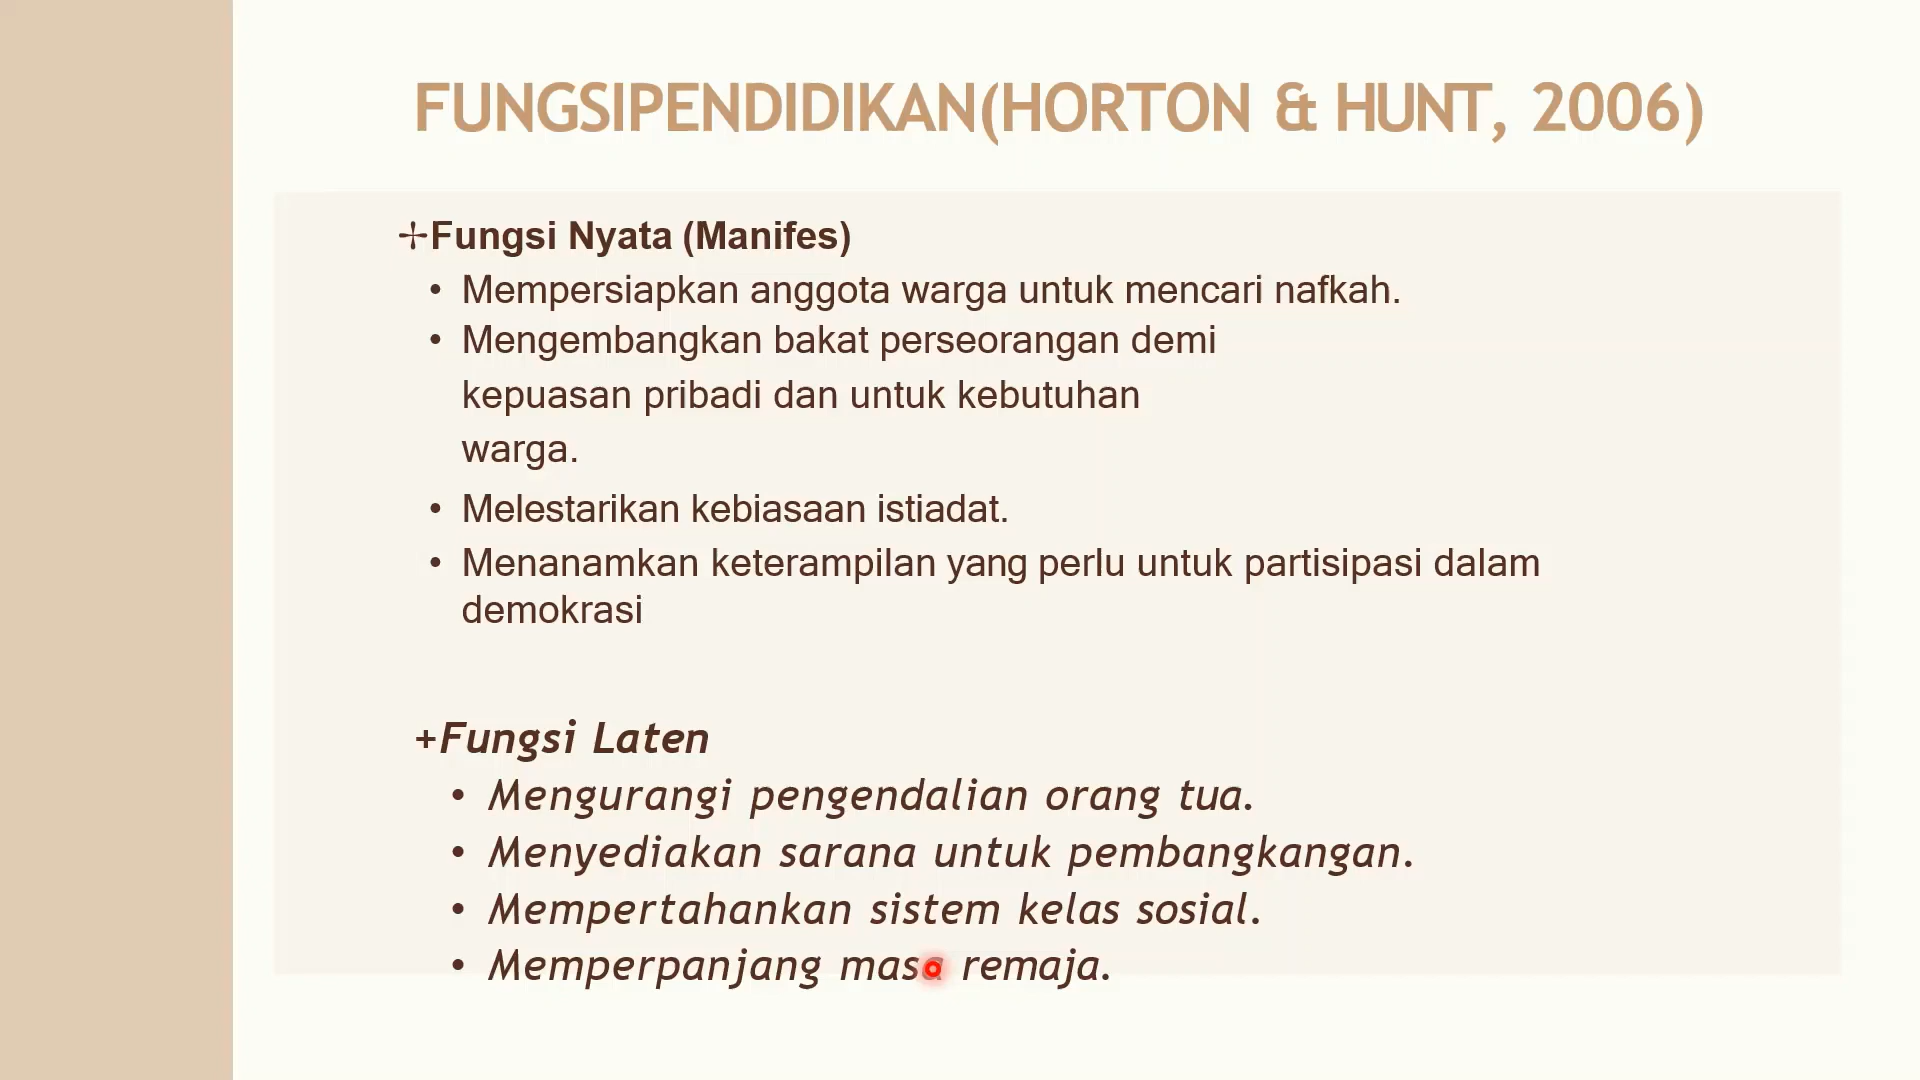 FUNGSIPENDIDIKAN(HORTON & HUNT, 2006)
✢Fungsi Nyata (Manifes)
• Mempersiapkan anggota warga untuk mencari nafkah.
• Mengembangkan bakat perseorangan demi
kepuasan pribadi dan untuk kebutuhan
warga.
• Melestarikan kebiasaan istiadat.
• Menanamkan keterampilan yang perlu untuk partisipasi dalam
demokrasi
+Fungsi Laten
• Mengurangi pengendalian orang tua.
• Menyediakan sarana untuk pembangkangan.
• Mempertahankan sistem kelas sosial.
• Memperpanjang masa remaja.